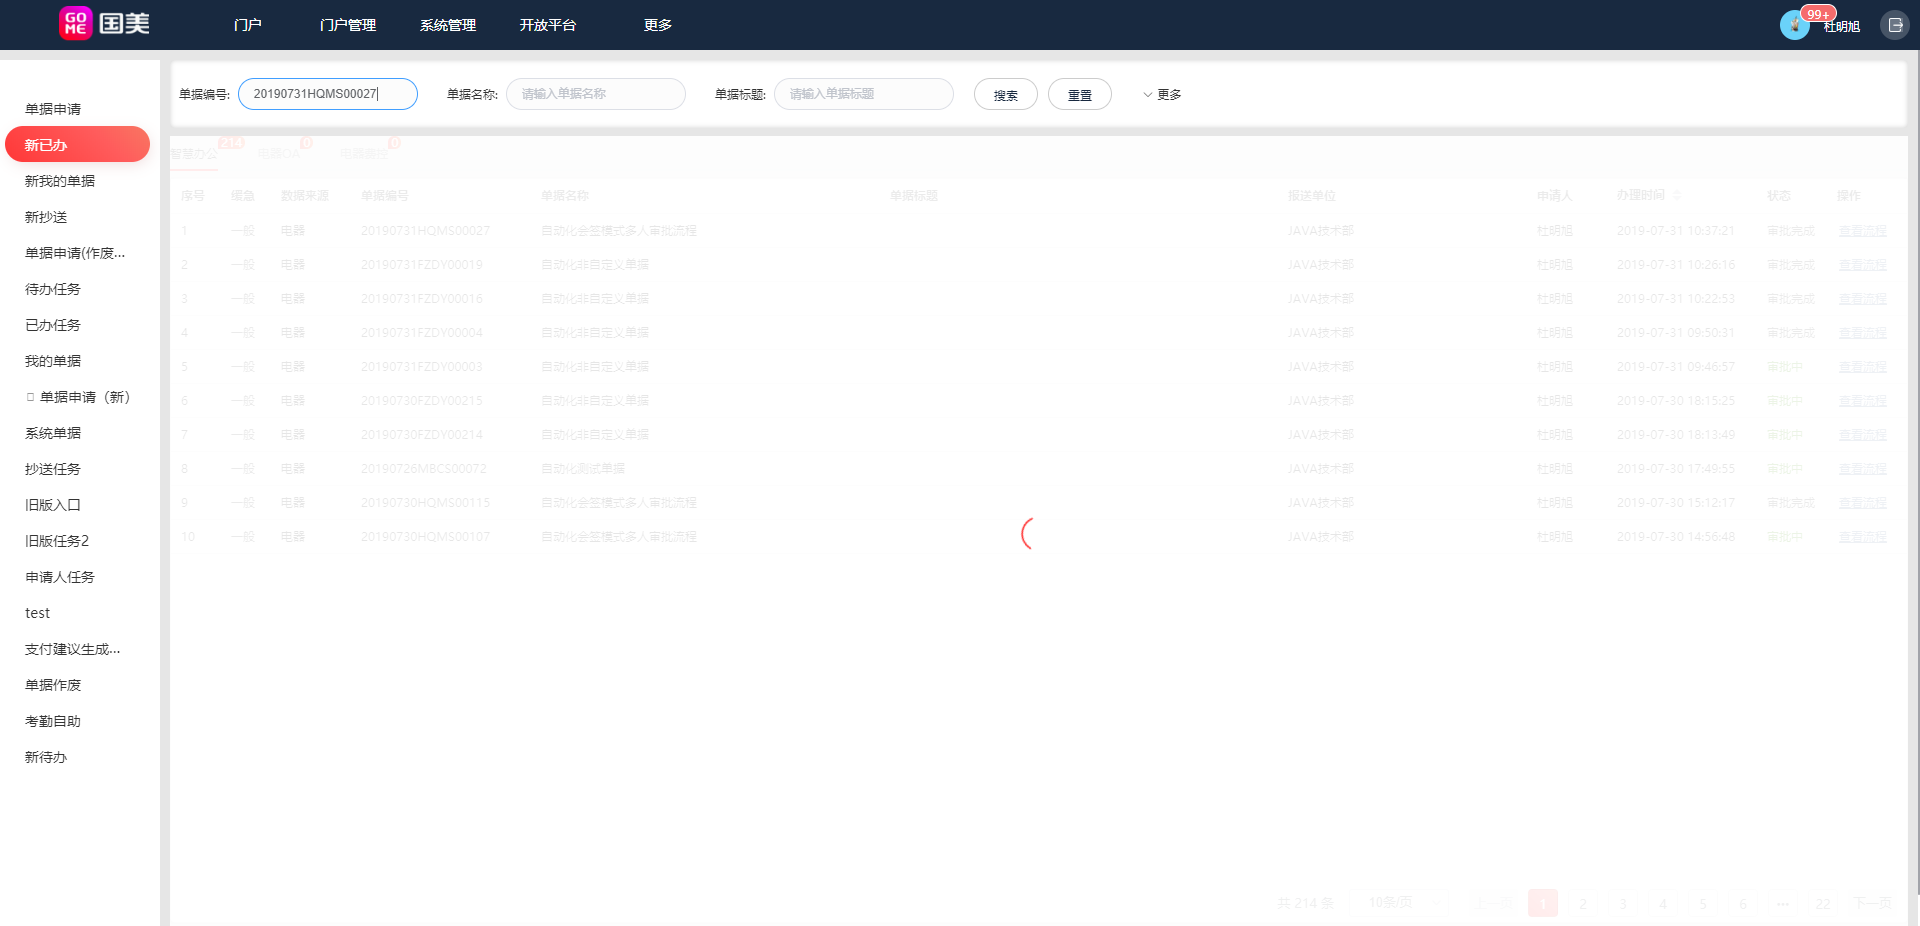 GO
ME 国美 门户 门户管理 系统管理 开放平台 更多 99+ 杜明旭
单据申请
新已办
新我的单据
新抄送
单据申请(作废...
待办任务
已办任务
我的单据
单据申请（新）
系统单据
抄送任务
旧版入口
旧版任务2
申请人任务
test
支付建议生成...
单据作废
考勤自助
新待办
单据编号: 20190731HQMS00027 单据名称: 请输入单据名称 单据标题: 请输入单据标题 搜索 重置 更多
智慧办公 214 电器OA 0 0
序号 缓急 数据来源 单据编号 单据名称 单据标题 报送单位 申请人 办理时间 状态 操作
1 一般 电器 20190731HQMS00027 自动化会签模式多人审批流程 JAVA技术部 杜明旭 2019-07-31 10:37:21 审批完成 查看流程
2 一般 电器 20190731FZDY00019 自动化非自定义单据 JAVA技术部 杜明旭 2019-07-31 10:26:16 审批完成 查看流程
3 一般 电器 20190731FZDY00016 自动化非自定义单据 JAVA技术部 杜明旭 2019-07-31 10:22:53 审批完成 查看流程
4 一般 电器 20190731FZDY00004 自动化非自定义单据 JAVA技术部 杜明旭 2019-07-31 09:50:31 审批完成 查看流程
5 一般 电器 20190731FZDY00003 自动化非自定义单据 JAVA技术部 杜明旭 2019-07-31 09:46:57 审批中 查看流程
6 一般 电器 20190730FZDY00215 自动化非自定义单据 JAVA技术部 杜明旭 2019-07-30 18:15:25 审批中 查看流程
7 一般 电器 20190730FZDY00214 自动化非自定义单据 JAVA技术部 杜明旭 2019-07-30 18:13:49 审批中 查看流程
8 一般 电器 20190726MBCS00072 自动化测试单据 JAVA技术部 杜明旭 2019-07-30 17:49:55 审批中 查看流程
9 一般 电器 20190730HQMS00115 自动化会签模式多人审批流程 JAVA技术部 杜明旭 2019-07-30 15:12:17 审批完成 查看流程
10 一般 电器 20190730HQMS00107 自动化会签模式多人审批流程 JAVA技术部 杜明旭 2019-07-30 14:56:48 审批中 查看流程
共 214 条 10条/页 上一页 1 2 3 4 5 6 ••• 22 下一页